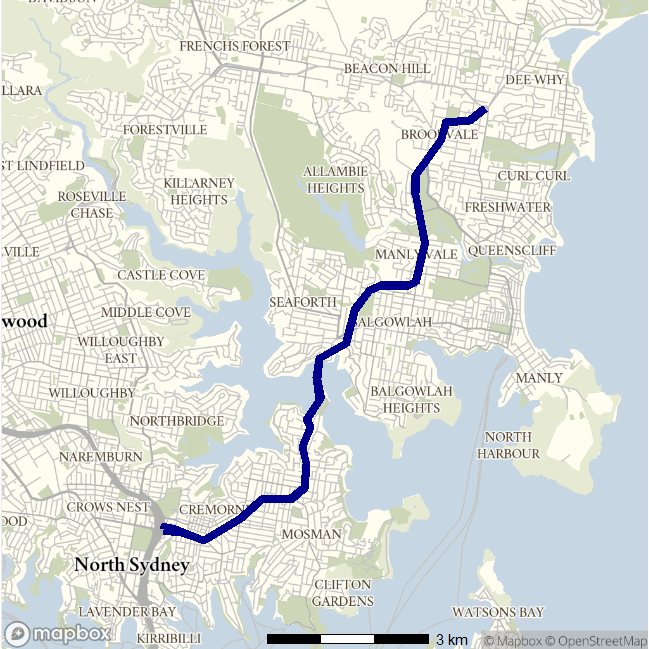 FRENCHS FOREST
BEACON HILL
DEE WHY
LLARA
FORESTVILLE
BROOKVALE
ST LINDFIELD
ALLAMBIE
HEIGHTS
CURL CURL
KILLARNEY
HEIGHTS
ROSEVILLE
CHASE
FRESHWATER
VILLE
MANLY VALE
QUEENSCLIFF
CASTLE COVE
SEAFORTH
wood
MIDDLE COVE
BALGOWLAH
WILLOUGHBY
EAST
MANLY
WILLOUGHBY
BALGOWLAH
HEIGHTS
NORTHBRIDGE
NORTH
HARBOUR
NAREMBURN
CROWS NEST
CREMORNE
OOD
MOSMAN
North Sydney
CLIFTON
GARDENS
LAVENDER BAY
WATSONS BAY
KIRRIBILLI
mapbox
3 km
© Mapbox © OpenStreetMap